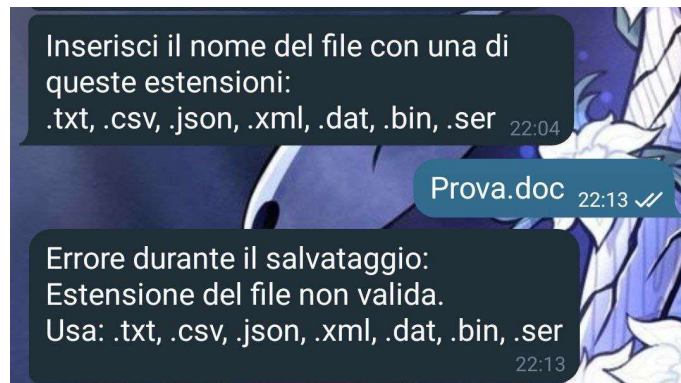 Inserisci il nome del file con una di
queste estensioni:
.txt, .csv, .json, .xml, .dat, .bin, .ser 22:04
Prova.doc 22:13
Errore durante il salvataggio:
Estensione del file non valida.
Usa: .txt, .csv, .json, .xml, .dat, .bin, .ser
22:13